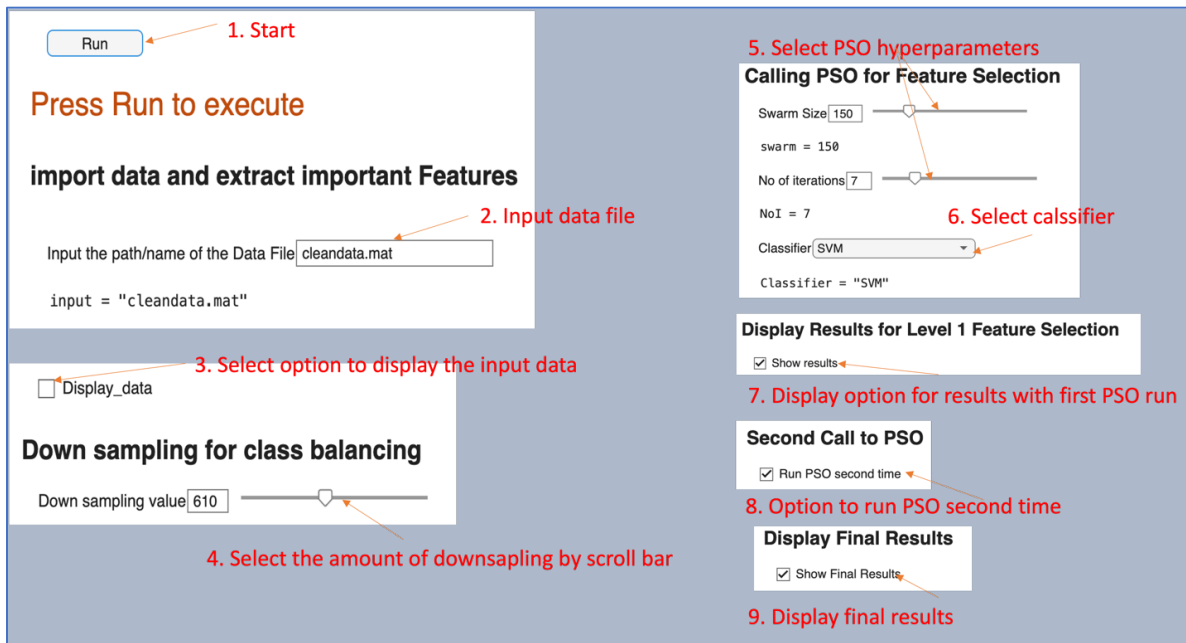 1. Start
Run
Press Run to execute
import data and extract important Features
2. Input data file
Input the path/name of the Data File cleandata.mat
input = "cleandata.mat"
3. Select option to display the input data
Display_data
Down sampling for class balancing
Down sampling value 610
4. Select the amount of downsapling by scroll bar
5. Select PSO hyperparameters
Calling PSO for Feature Selection
Swarm Size 150
swarm = 150
No of iterations 7
NoI = 7
6. Select calssifier
Classifier SVM
Classifier = "SVM"
Display Results for Level 1 Feature Selection
Show results
7. Display option for results with first PSO run
Second Call to PSO
Run PSO second time
8. Option to run PSO second time
Display Final Results
Show Final Results
9. Display final results